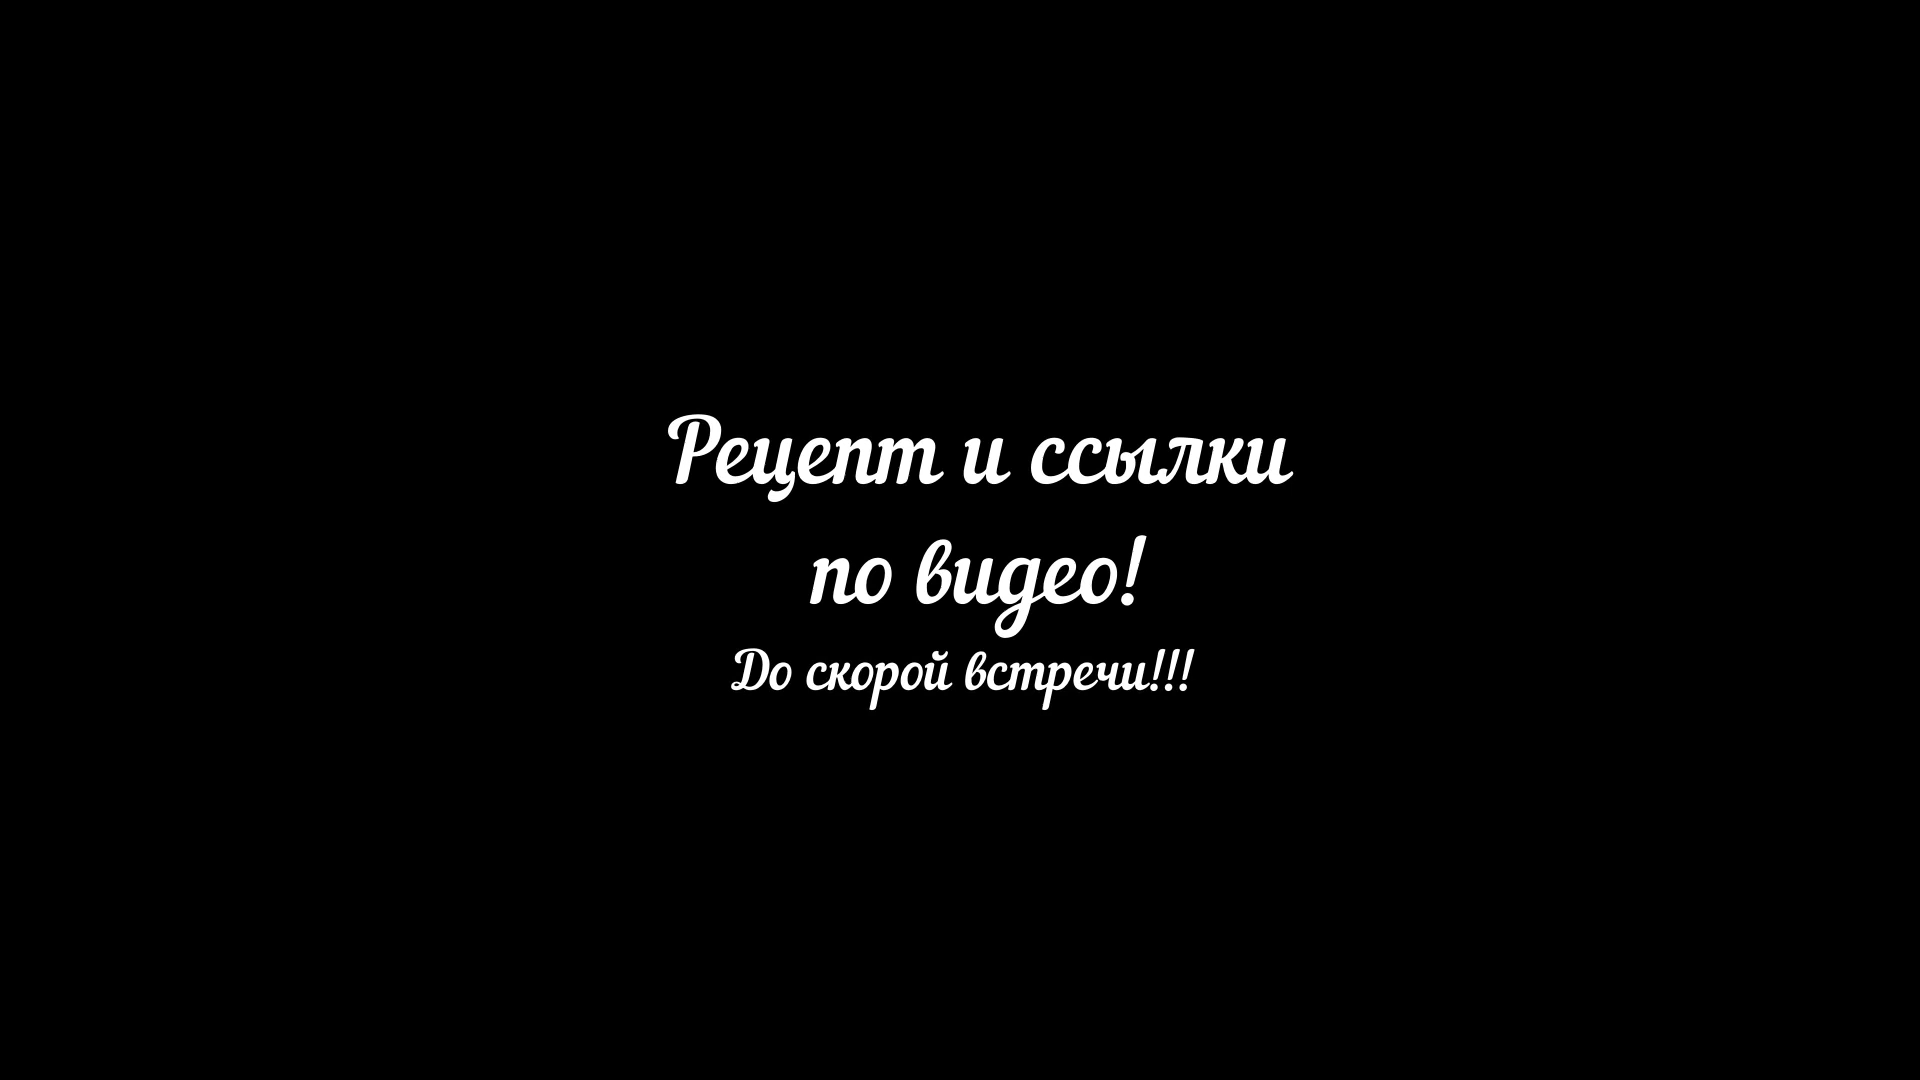 Рецепт и ссылки
по видео!
До скорой встречи!!!